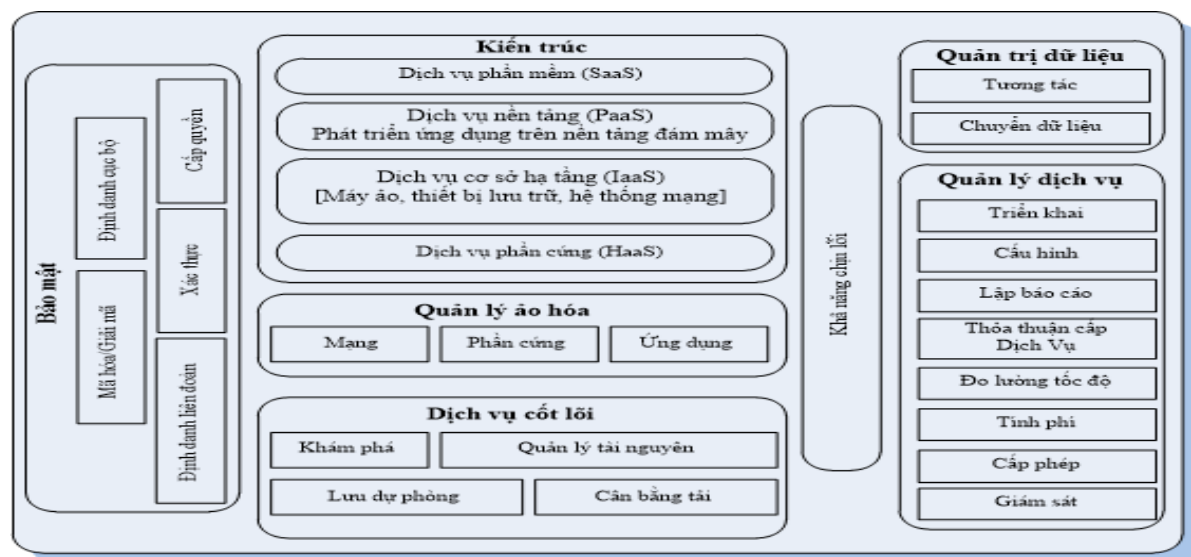 Bảo mật
Định danh cục bộ
Mã hóa/Giải mã
Cấp quyền
Xác thực
Định danh liên đoàn
Kiến trúc
Dịch vụ phần mềm (SaaS)
Dịch vụ nền tảng (PaaS)
Phát triển ứng dụng trên nền tảng đám mây
Dịch vụ cơ sở hạ tầng (IaaS)
[Máy ảo, thiết bị lưu trữ, hệ thống mạng]
Dịch vụ phần cứng (HaaS)
Quản lý ảo hóa
Mạng
Phần cứng
Ứng dụng
Dịch vụ cốt lõi
Khám phá
Quản lý tài nguyên
Lưu dự phòng
Cân bằng tải
Khả năng chịu lỗi
Quản trị dữ liệu
Tương tác
Chuyển dữ liệu
Quản lý dịch vụ
Triển khai
Cấu hình
Lập báo cáo
Thỏa thuận cấp
Dịch Vụ
Đo lường tốc độ
Tính phí
Cấp phép
Giám sát